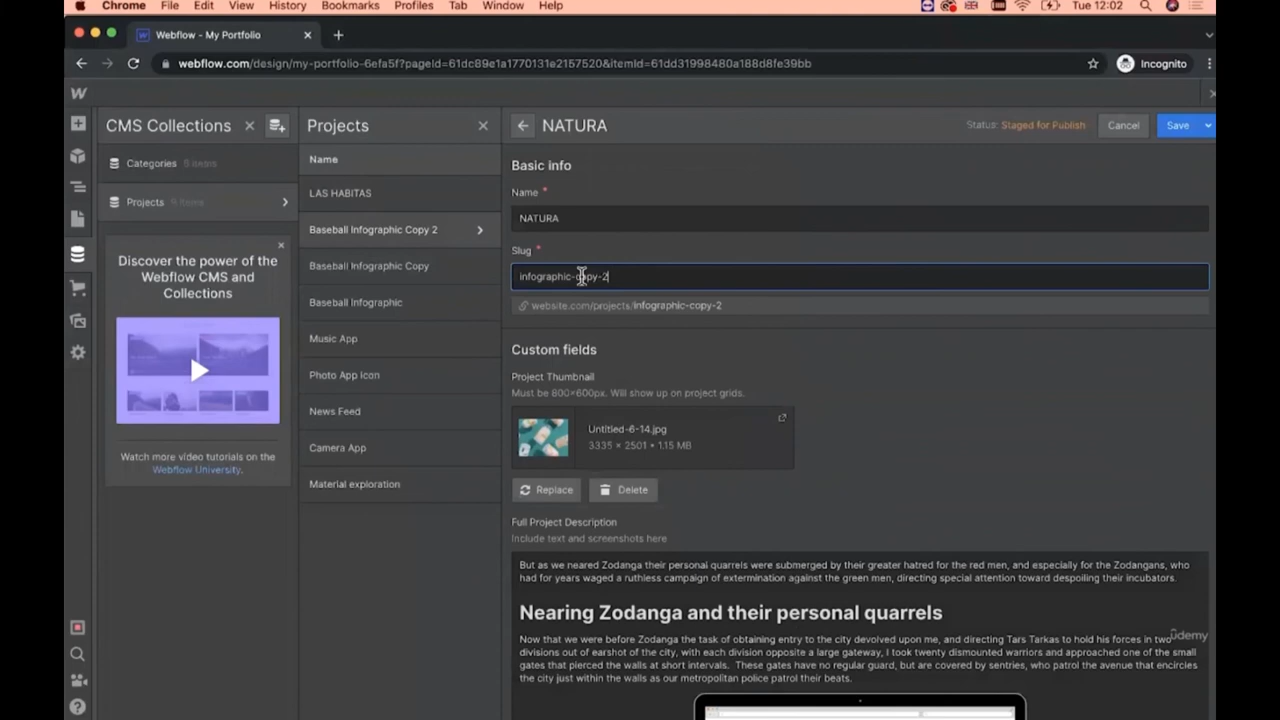 Chrome File Edit View History Bookmarks Profiles Tab Window Help Tue 12:02
Webflow - My Portfolio
webflow.com/design/my-portfolio-6efa5f?pageId=61dc89e1a1770131e2157520&itemId=61dd31998480a188d8fe39bb Incognito
CMS Collections Projects NATURA Status: Staged for Publish Cancel Save
Categories 6 items
Projects 9 items
Discover the power of the
Webflow CMS and
Collections
Watch more video tutorials on the
Webflow University.
Name
LAS HABITAS
Baseball Infographic Copy 2
Baseball Infographic Copy
Baseball Infographic
Music App
Photo App Icon
News Feed
Camera App
Material exploration
Basic info
Name *
NATURA
Slug *
infographic-copy-2
website.com/projects/infographic-copy-2
Custom fields
Project Thumbnail
Must be 800×600px. Will show up on project grids.
Untitled-6-14.jpg
3335 × 2501 • 1.15 MB
Replace Delete
Full Project Description
Include text and screenshots here
But as we neared Zodanga their personal quarrels were submerged by their greater hatred for the red men, and especially for the Zodangans, who
had for years waged a ruthless campaign of extermination against the green men, directing special attention toward despoiling their incubators.
Nearing Zodanga and their personal quarrels
Now that we were before Zodanga the task of obtaining entry to the city devolved upon me, and directing Tars Tarkas to hold his forces in two
divisions out of earshot of the city, with each division opposite a large gateway, I took twenty dismounted warriors and approached one of the small
gates that pierced the walls at short intervals. These gates have no regular guard, but are covered by sentries, who patrol the avenue that encircles
the city just within the walls as our metropolitan police patrol their beats.
udemy